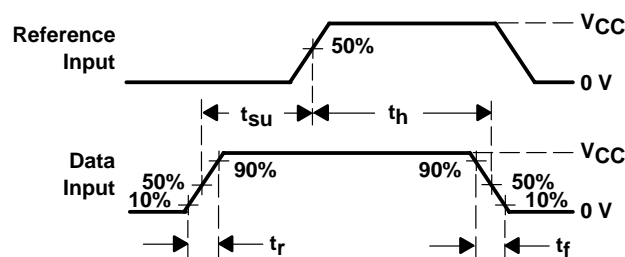 Reference
Input
50%
VCC
0 V
tsu
th
Data
Input
50%
10%
90%
90%
50%
10%
VCC
0 V
tr
tf